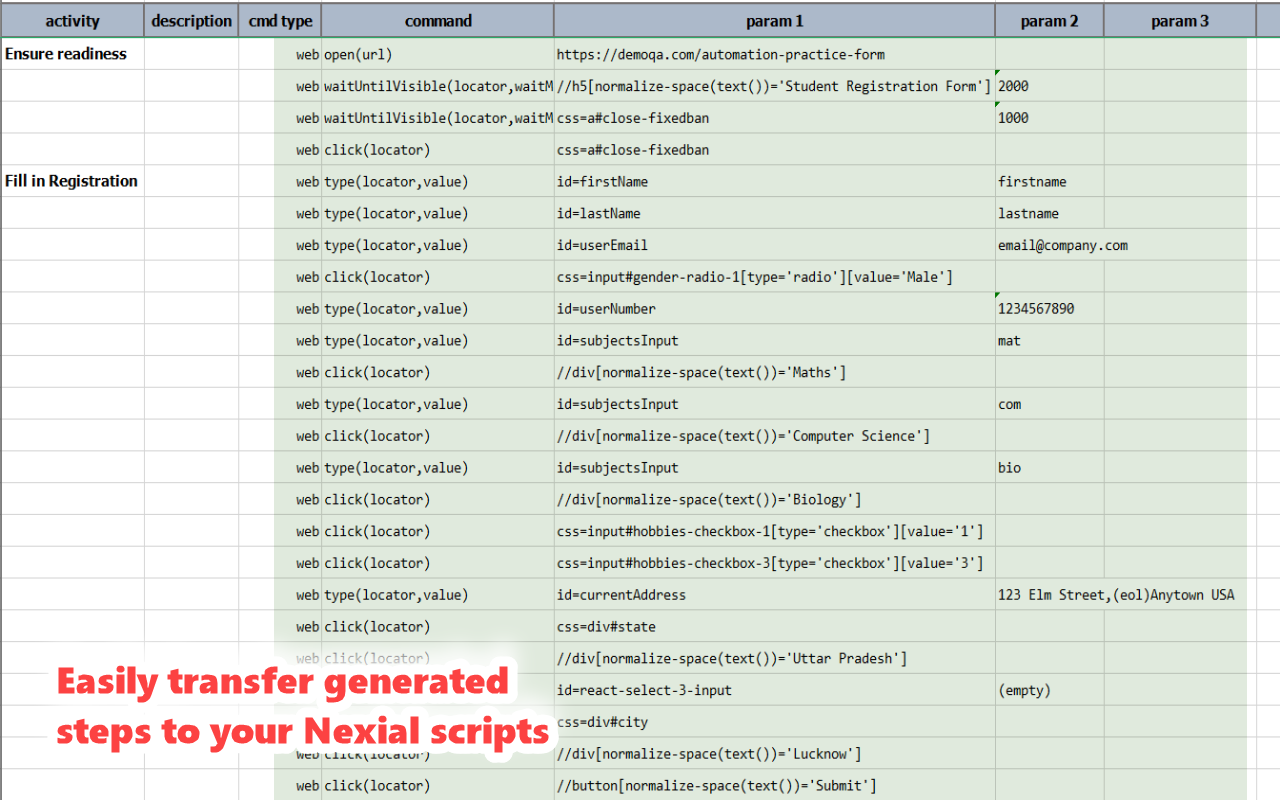 activity description cmd type command param 1 param 2 param 3
Ensure readiness web open(url) https://demoqa.com/automation-practice-form
web waitUntilVisible(locator,waitM //h5[normalize-space(text())='Student Registration Form'] 2000
web waitUntilVisible(locator,waitM css=a#close-fixedban 1000
web click(locator) css=a#close-fixedban
Fill in Registration web type(locator,value) id=firstName firstname
web type(locator,value) id=lastName lastname
web type(locator,value) id=userEmail email@company.com
web click(locator) css=input#gender-radio-1[type='radio'][value='Male']
web type(locator,value) id=userNumber 1234567890
web type(locator,value) id=subjectsInput mat
web click(locator) //div[normalize-space(text())='Maths']
web type(locator,value) id=subjectsInput com
web click(locator) //div[normalize-space(text())='Computer Science']
web type(locator,value) id=subjectsInput bio
web click(locator) //div[normalize-space(text())='Biology']
web click(locator) css=input#hobbies-checkbox-1[type='checkbox'][value='1']
web click(locator) css=input#hobbies-checkbox-3[type='checkbox'][value='3']
web type(locator,value) id=currentAddress 123 Elm Street,(eol)Anytown USA
web click(locator) css=div#state
web click(locator) //div[normalize-space(text())='Uttar Pradesh']
id=react-select-3-input (empty)
css=div#city
web click(locator) //div[normalize-space(text())='Lucknow']
web click(locator) //button[normalize-space(text())='Submit']
Easily transfer generated
steps to your Nexial scripts